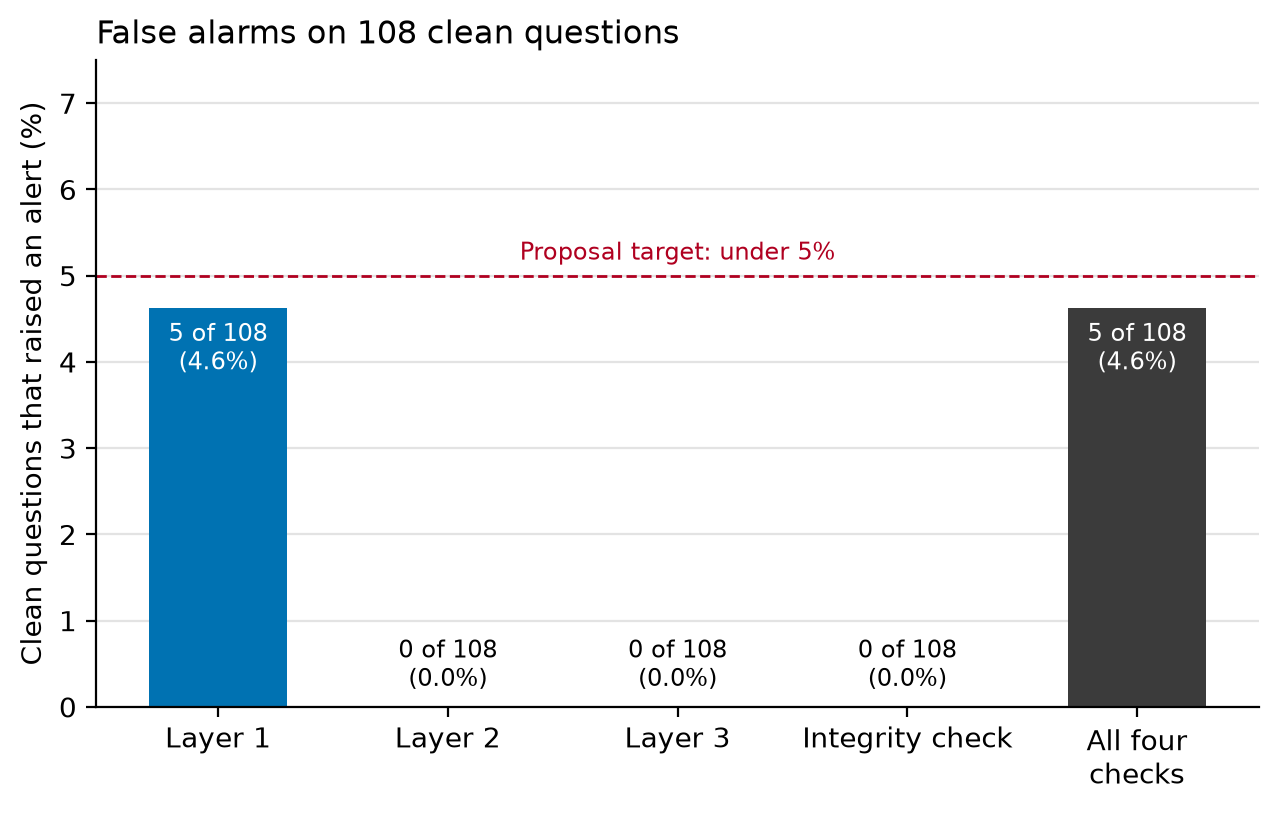 False alarms on 108 clean questions
Clean questions that raised an alert (%)
7
6
5
4
3
2
1
0
Proposal target: under 5%
5 of 108
(4.6%)
0 of 108
(0.0%)
0 of 108
(0.0%)
0 of 108
(0.0%)
5 of 108
(4.6%)
Layer 1
Layer 2
Layer 3
Integrity check
All four
checks